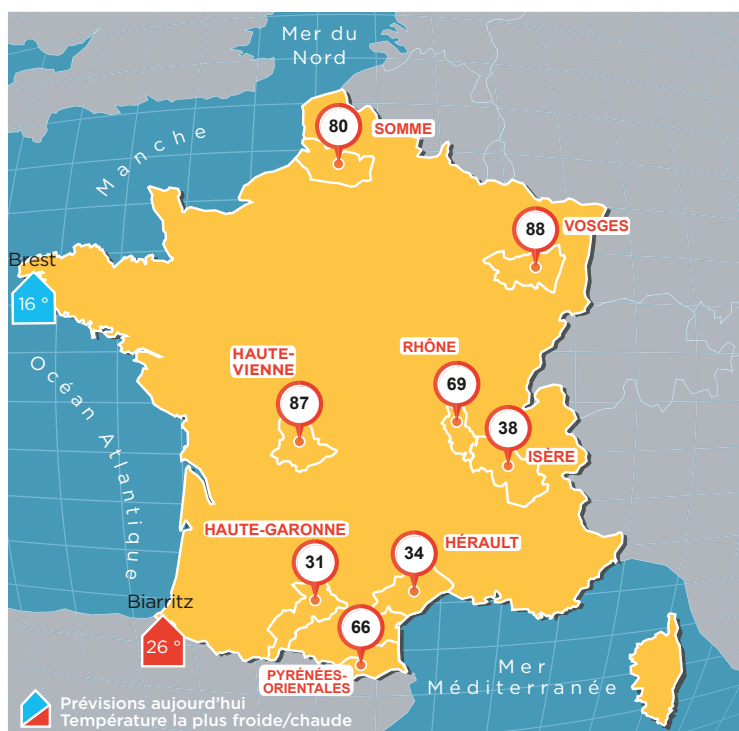 Mer du
Nord
80
SOMME
Manche
88
VOSGES
Brest
16 °
HAUTE-
VIENNE
87
RHÔNE
69
38
ISÈRE
Océan Atlantique
HAUTE-GARONNE
31
34
HÉRAULT
Biarritz
26 °
66
PYRÉNÉES-
ORIENTALES
Mer
Méditerranée
Prévisions aujourd'hui
Température la plus froide/chaude